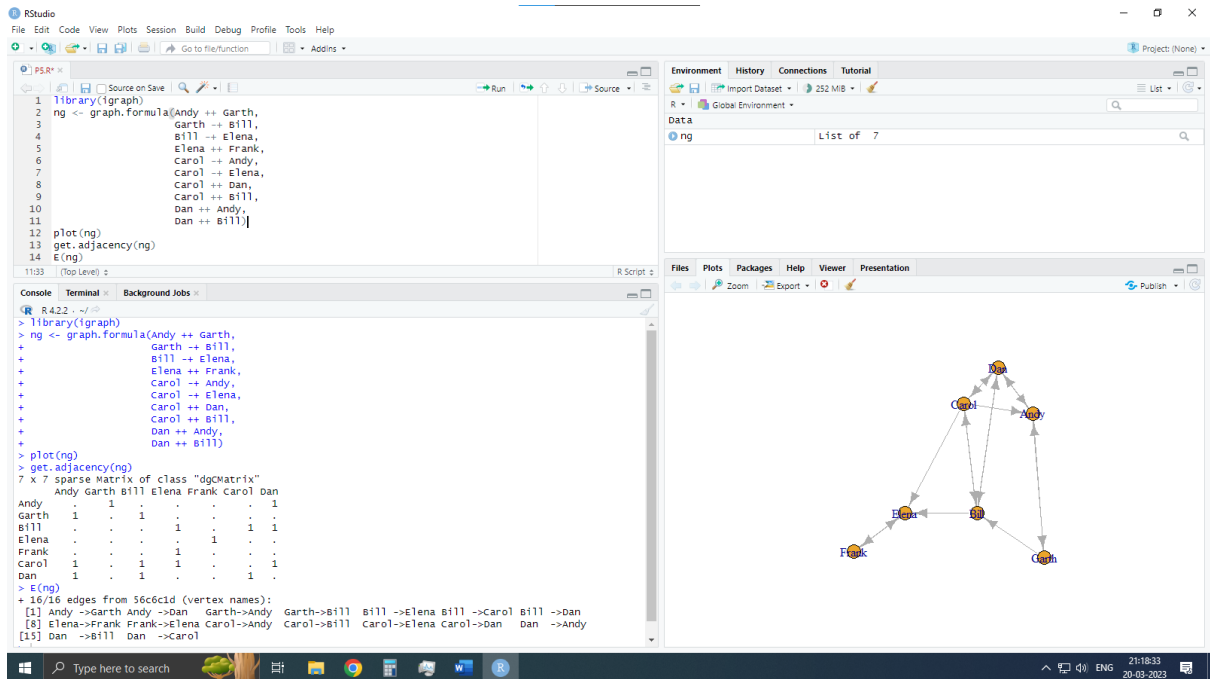 RStudio
File Edit Code View Plots Session Build Debug Profile Tools Help
Go to file/function Addins Project: (None)
P5.R*
Source on Save Run Source
1 library(igraph)
2 ng <- graph.formula(Andy ++ Garth,
3 Garth -+ Bill,
4 Bill -+ Elena,
5 Elena ++ Frank,
6 Carol -+ Andy,
7 Carol -+ Elena,
8 Carol ++ Dan,
9 Carol ++ Bill,
10 Dan ++ Andy,
11 Dan ++ Bill)
12 plot(ng)
13 get.adjacency(ng)
14 E(ng)
11:33 (Top Level) R Script
Console Terminal Background Jobs
R R 4.2.2 · ~/
> library(igraph)
> ng <- graph.formula(Andy ++ Garth,
+ Garth -+ Bill,
+ Bill -+ Elena,
+ Elena ++ Frank,
+ Carol -+ Andy,
+ Carol -+ Elena,
+ Carol ++ Dan,
+ Carol ++ Bill,
+ Dan ++ Andy,
+ Dan ++ Bill)
> plot(ng)
> get.adjacency(ng)
7 x 7 sparse Matrix of class "dgCMatrix"
Andy Garth Bill Elena Frank Carol Dan
Andy . 1 . . . . 1
Garth 1 . 1 . . . .
Bill . . . 1 . 1 1
Elena . . . . 1 . .
Frank . . . 1 . . .
Carol 1 . 1 1 . . 1
Dan 1 . 1 . . 1 .
> E(ng)
+ 16/16 edges from 56c6c1d (vertex names):
[1] Andy ->Garth Andy ->Dan Garth->Andy Garth->Bill Bill ->Elena Bill ->Carol Bill ->Dan
[8] Elena->Frank Frank->Elena Carol->Andy Carol->Bill Carol->Elena Carol->Dan Dan ->Andy
[15] Dan ->Bill Dan ->Carol
Environment History Connections Tutorial
Import Dataset 252 MiB List
R Global Environment
Data
ng List of 7
Files Plots Packages Help Viewer Presentation
Zoom Export Publish
Dan
Carol
Andy
Elena
Bill
Frank
Garth
Type here to search
ENG
21:18:33
20-03-2023